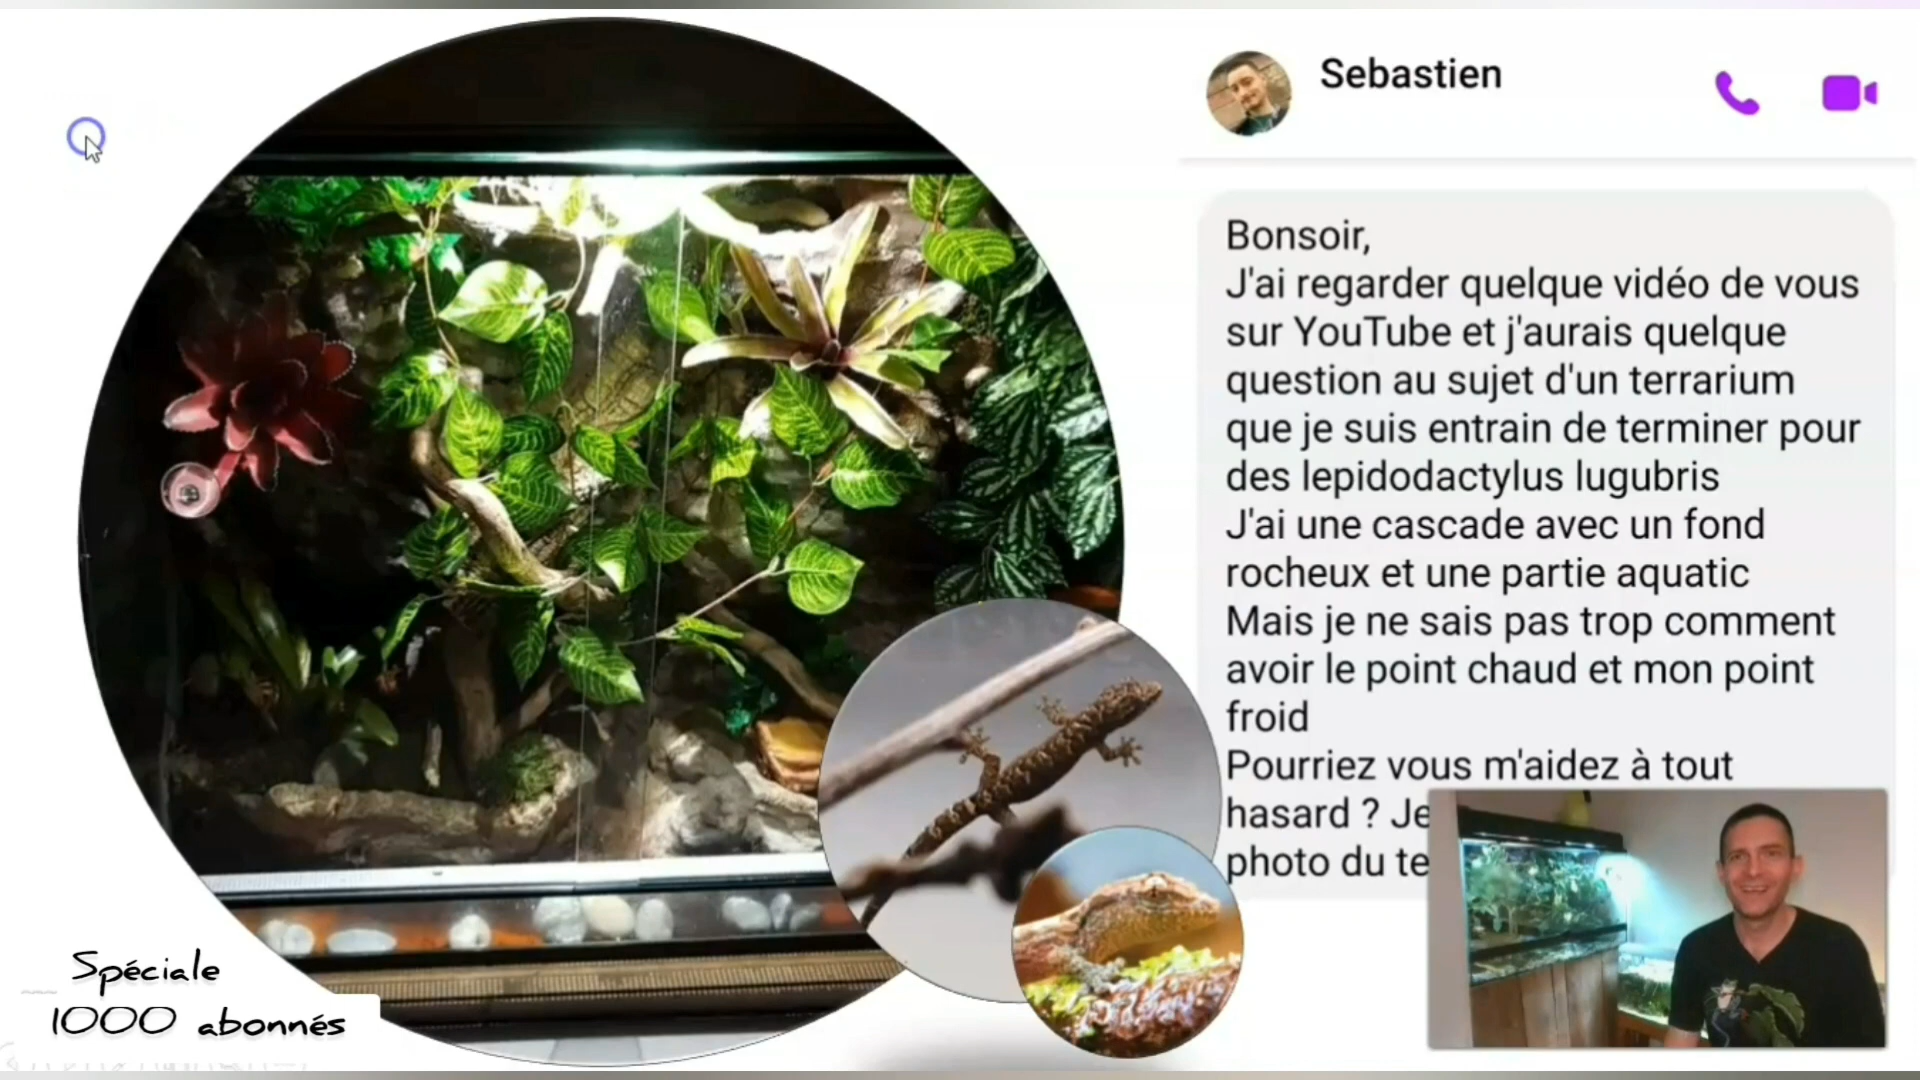 Sebastien
Bonsoir,
J'ai regarder quelque vidéo de vous
sur YouTube et j'aurais quelque
question au sujet d'un terrarium
que je suis entrain de terminer pour
des lepidodactylus lugubris
J'ai une cascade avec un fond
rocheux et une partie aquatic
Mais je ne sais pas trop comment
avoir le point chaud et mon point
froid
Pourriez vous m'aidez à tout
hasard ? Je
photo du te
Spéciale
1000 abonnés